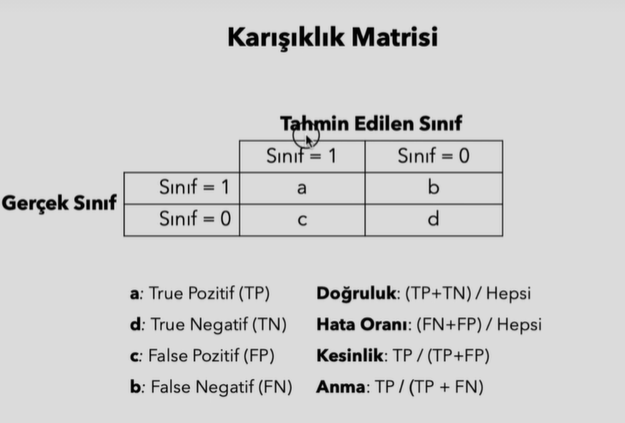 Karışıklık Matrisi
Tahmin Edilen Sınıf
Sınıf = 1 Sınıf = 0
Gerçek Sınıf
Sınıf = 1 a b
Sınıf = 0 c d
a: True Pozitif (TP) Doğruluk: (TP+TN) / Hepsi
d: True Negatif (TN) Hata Oranı: (FN+FP) / Hepsi
c: False Pozitif (FP) Kesinlik: TP / (TP+FP)
b: False Negatif (FN) Anma: TP / (TP + FN)